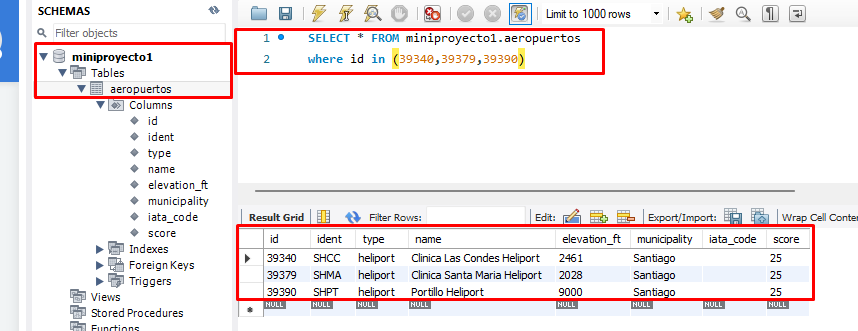 SCHEMAS
Filter objects
miniproyecto1
Tables
aeropuertos
Columns
id
ident
type
name
elevation_ft
municipality
iata_code
score
Indexes
Foreign Keys
Triggers
Views
Stored Procedures
Functions
Limit to 1000 rows
1 SELECT * FROM miniproyecto1.aeropuertos
2 where id in (39340,39379,39390)
Result Grid Filter Rows: Edit: Export/Import: Wrap Cell Conten
id ident type name elevation_ft municipality iata_code score
39340 SHCC heliport Clinica Las Condes Heliport 2461 Santiago 25
39379 SHMA heliport Clinica Santa Maria Heliport 2028 Santiago 25
39390 SHPT heliport Portillo Heliport 9000 Santiago 25
NULL NULL NULL NULL NULL NULL NULL NULL